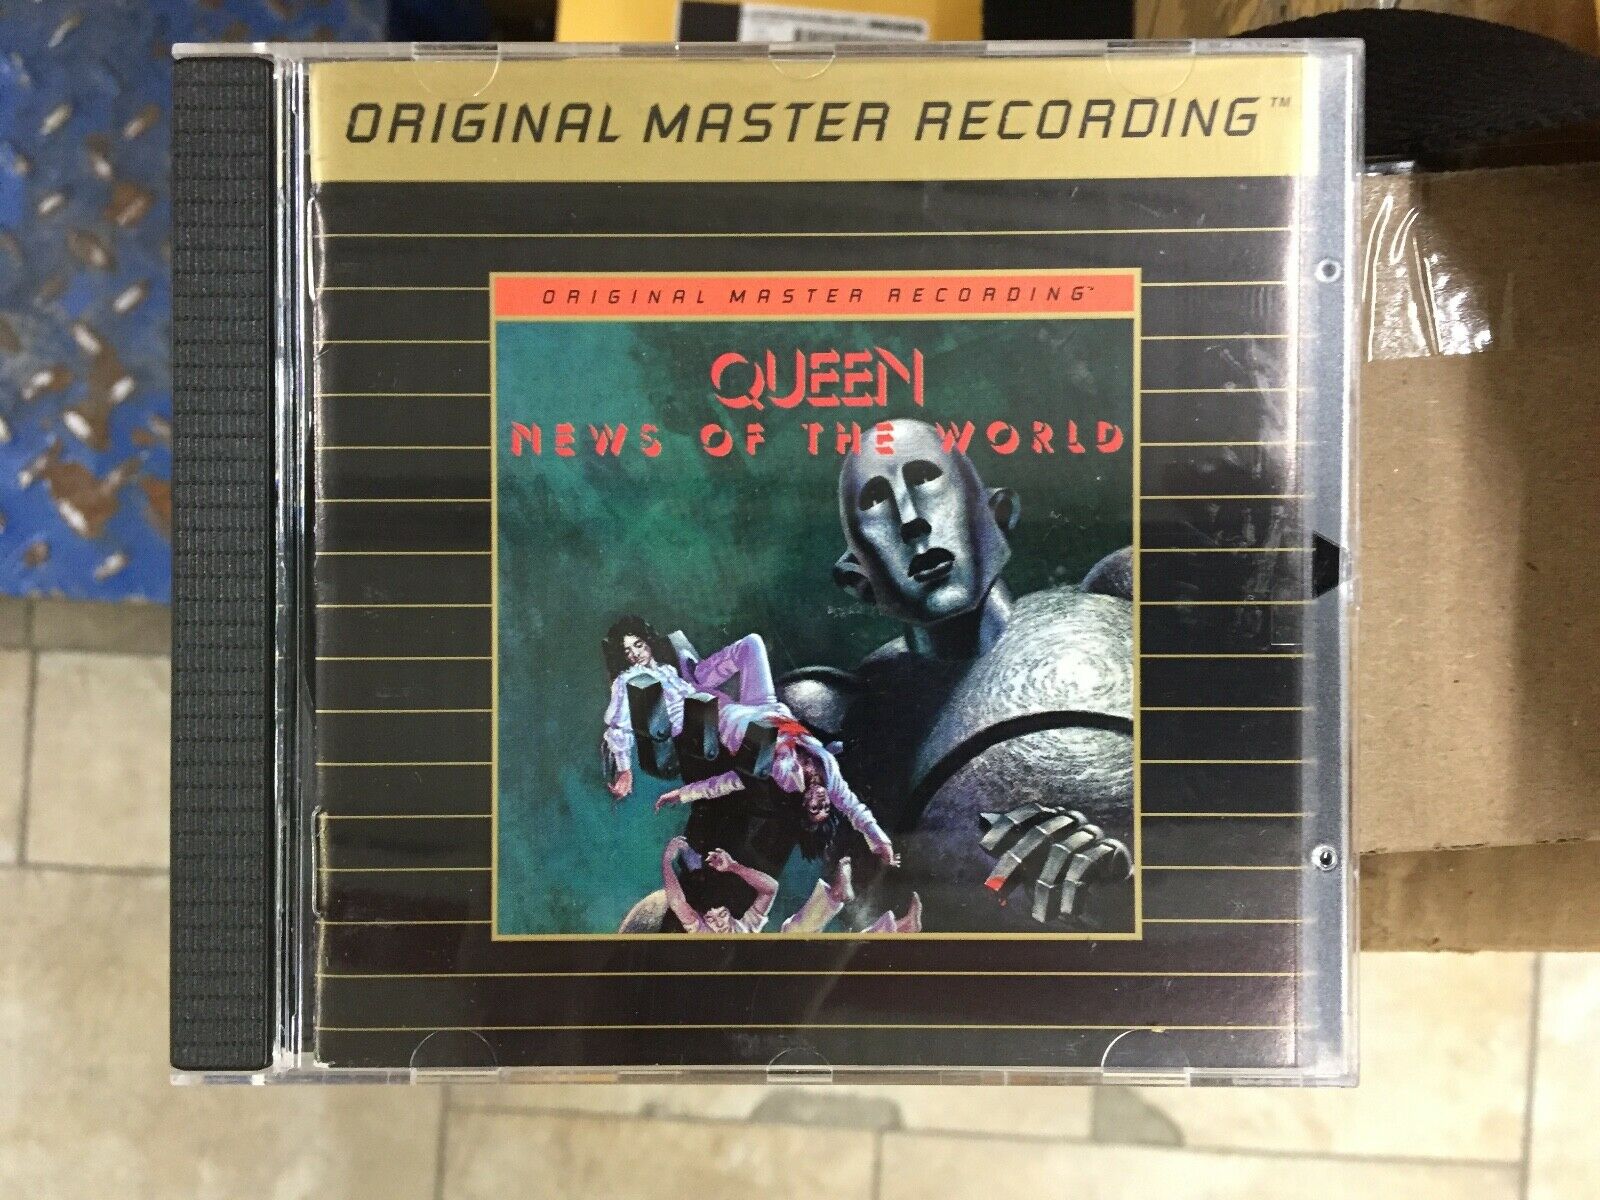 ORIGINAL MASTER RECORDING™
ORIGINAL MASTER RECORDING™
QUEEN
NEWS OF THE WORLD